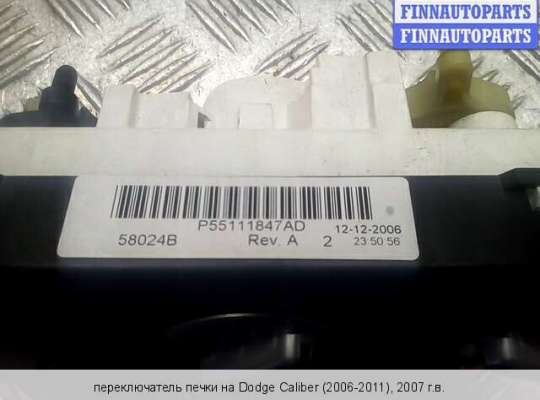 FINNAUTOPARTS
FINNAUTOPARTS
P55111847AD
58024B Rev. A 2
12-12-2006
23:50:56
переключатель печки на Dodge Caliber (2006-2011), 2007 г.в.